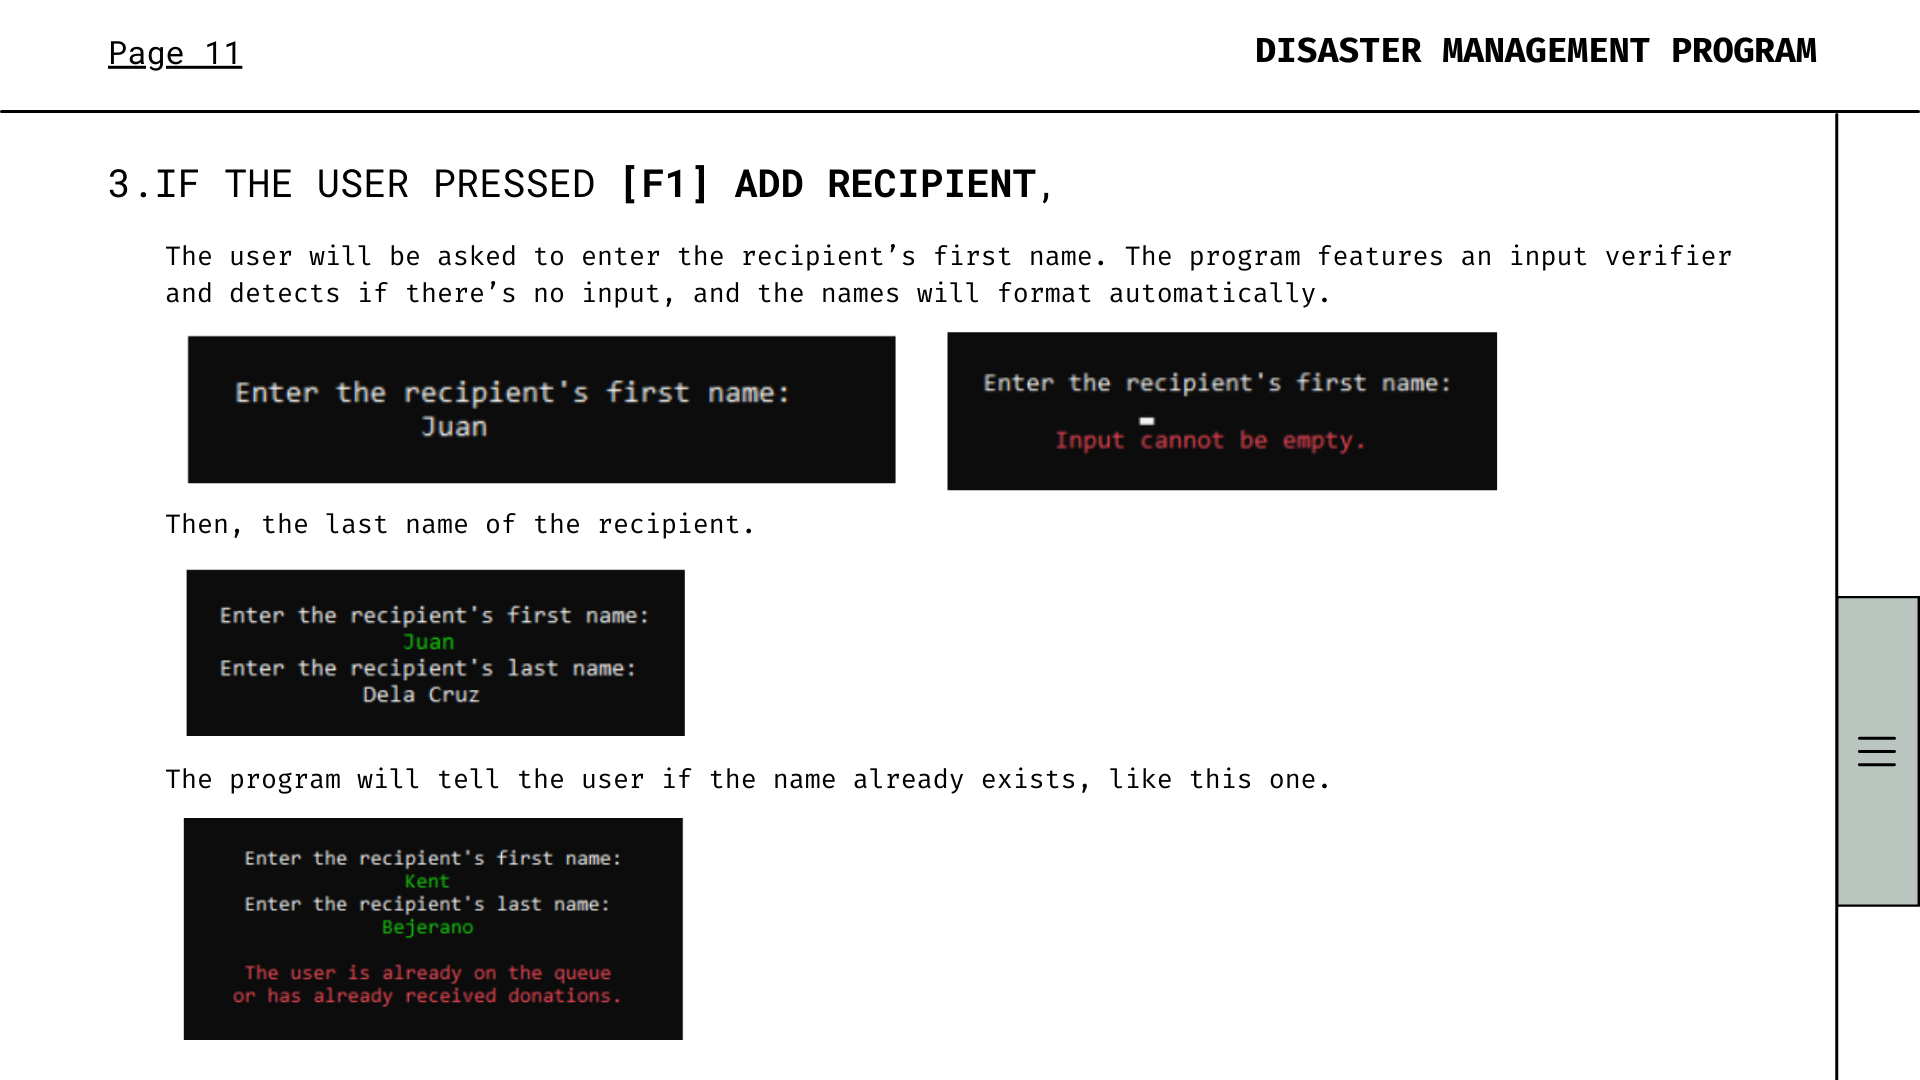 Page 11
DISASTER MANAGEMENT PROGRAM
3.IF THE USER PRESSED [F1] ADD RECIPIENT,
The user will be asked to enter the recipient’s first name. The program features an input verifier
and detects if there’s no input, and the names will format automatically.
Enter the recipient's first name:
Juan
Enter the recipient's first name:
Input cannot be empty.
Then, the last name of the recipient.
Enter the recipient's first name:
Juan
Enter the recipient's last name:
Dela Cruz
The program will tell the user if the name already exists, like this one.
Enter the recipient's first name:
Kent
Enter the recipient's last name:
Bejerano
The user is already on the queue
or has already received donations.